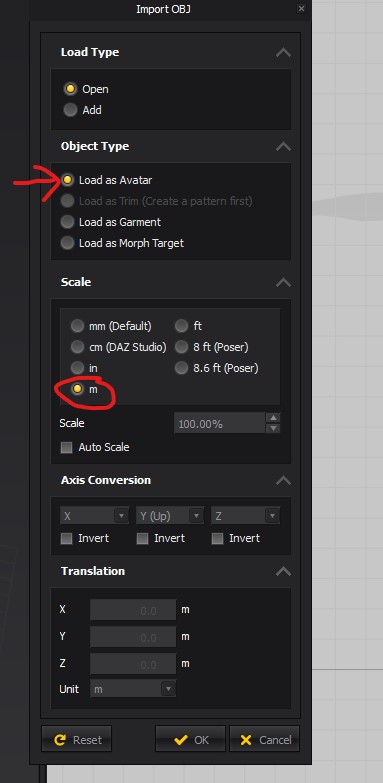 Import OBJ
Load Type
Open
Add
Object Type
Load as Avatar
Load as Trim (Create a pattern first)
Load as Garment
Load as Morph Target
Scale
mm (Default) ft
cm (DAZ Studio) 8 ft (Poser)
in 8.6 ft (Poser)
m
Scale 100.00%
Auto Scale
Axis Conversion
X Y (Up) Z
Invert Invert Invert
Translation
X 0.0 m
Y 0.0 m
Z 0.0 m
Unit m
Reset OK Cancel